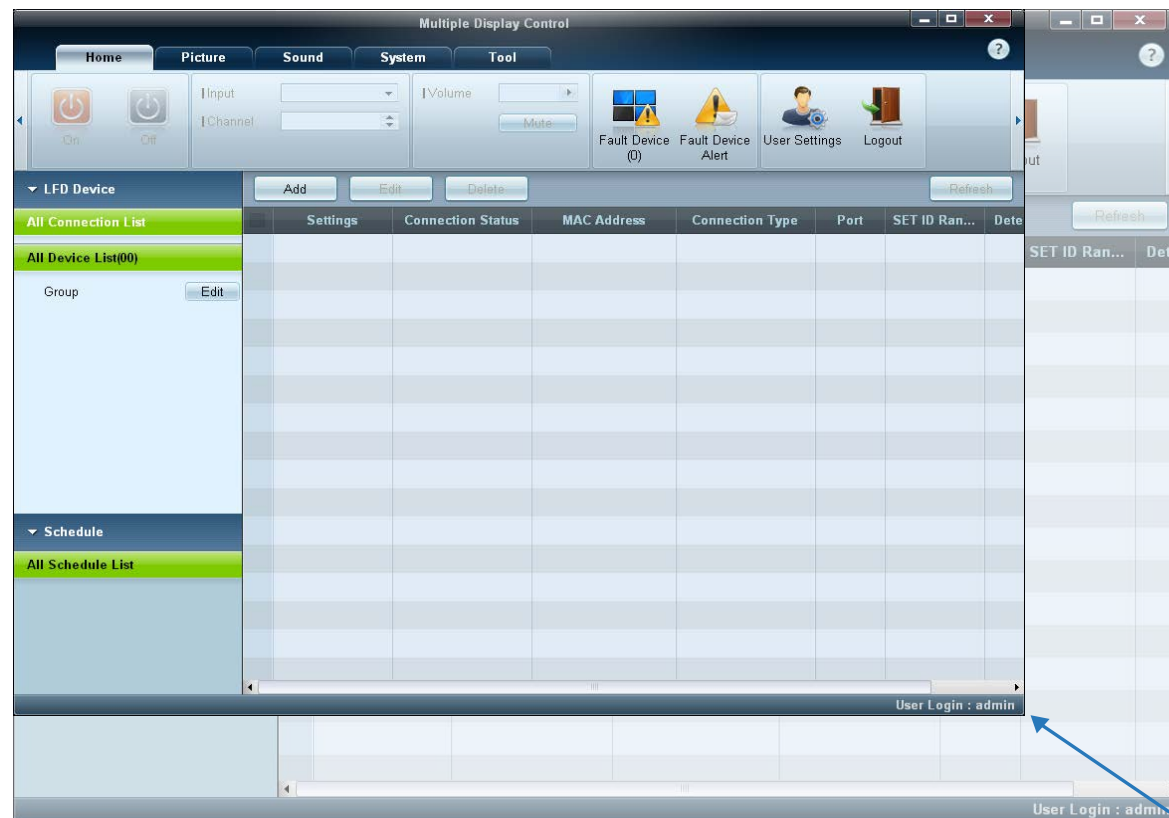 Multiple Display Control
Home Picture Sound System Tool
Input
Volume
Channel
Mute
On Off
Fault Device (0)
Fault Device Alert
User Settings
Logout
LFD Device
Add Edit Delete Refresh
All Connection List
Settings Connection Status MAC Address Connection Type Port SET ID Ran... Dete
All Device List(00)
Group Edit
Schedule
All Schedule List
User Login : admin
?
?
ut
Refresh
SET ID Ran... Det
User Login : admin